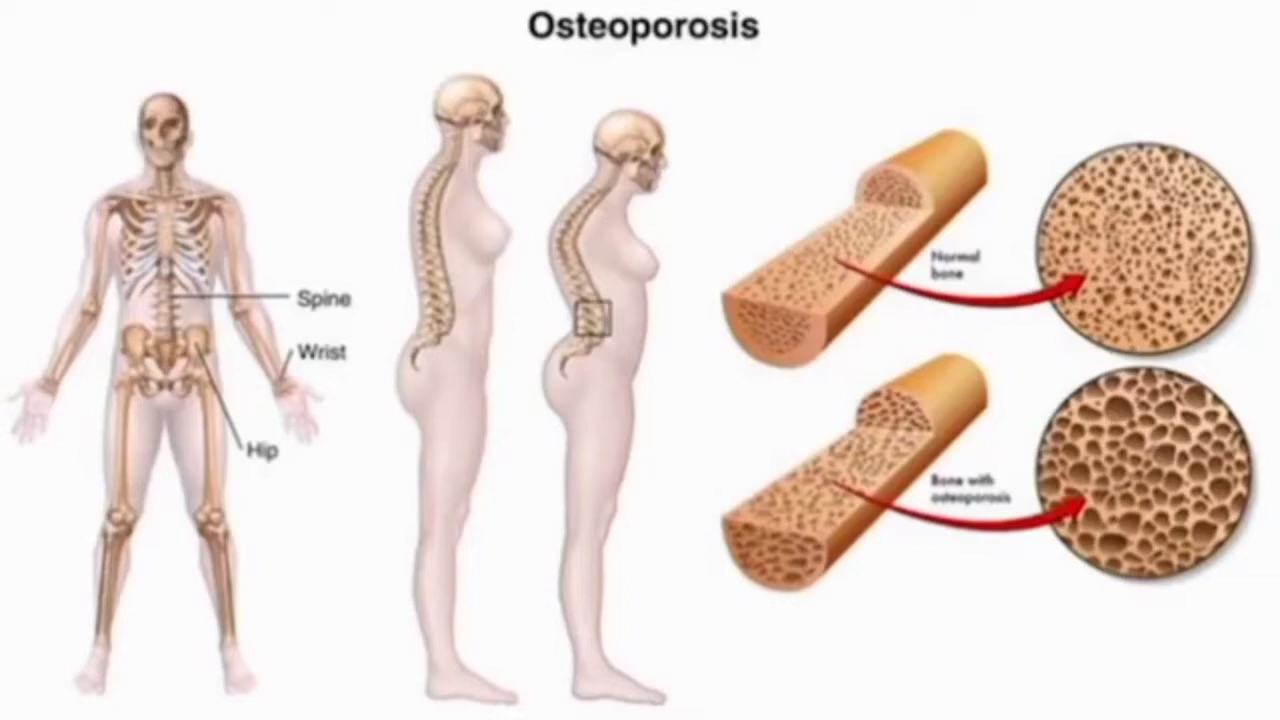 Osteoporosis
Spine
Wrist
Hip
Normal
bone
Bone with
osteoporosis